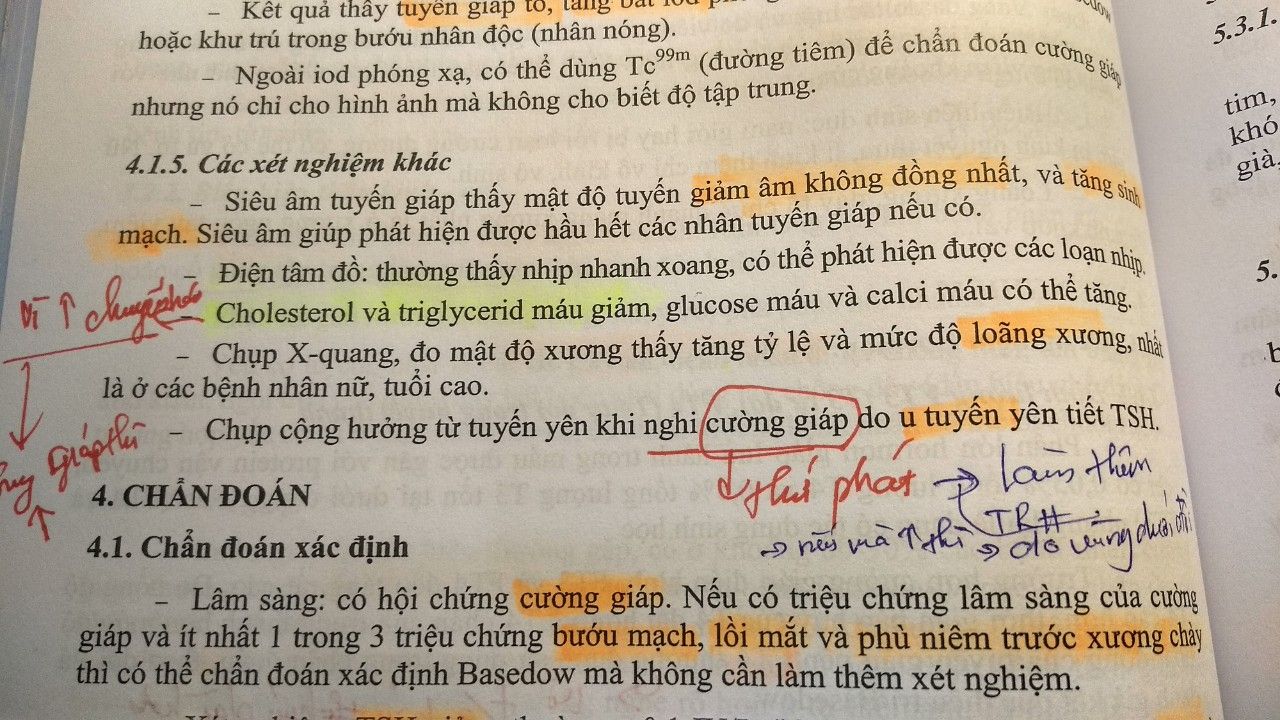 – Kết quả thấy tuyến giáp to, tăng bắt iod
hoặc khư trú trong bướu nhân độc (nhân nóng).
– Ngoài iod phóng xạ, có thể dùng Tc99m (đường tiêm) để chẩn đoán cường giáp
nhưng nó chỉ cho hình ảnh mà không cho biết độ tập trung.
4.1.5. Các xét nghiệm khác
– Siêu âm tuyến giáp thấy mật độ tuyến giảm âm không đồng nhất, và tăng sinh
mạch. Siêu âm giúp phát hiện được hầu hết các nhân tuyến giáp nếu có.
– Điện tâm đồ: thường thấy nhịp nhanh xoang, có thể phát hiện được các loạn nhịp.
Vì ↑ chuyển hoá
– Cholesterol và triglycerid máu giảm, glucose máu và calci máu có thể tăng.
– Chụp X-quang, đo mật độ xương thấy tăng tỷ lệ và mức độ loãng xương, nhất
là ở các bệnh nhân nữ, tuổi cao.
– Chụp cộng hưởng từ tuyến yên khi nghi cường giáp do u tuyến yên tiết TSH.
giáp thì
↑
thứ phát → làm thêm
TRH
→ nếu mà ↑ thì → do vùng dưới đồi
4. CHẨN ĐOÁN
4.1. Chẩn đoán xác định
– Lâm sàng: có hội chứng cường giáp. Nếu có triệu chứng lâm sàng của cường
giáp và ít nhất 1 trong 3 triệu chứng bướu mạch, lồi mắt và phù niêm trước xương chày
thì có thể chẩn đoán xác định Basedow mà không cần làm thêm xét nghiệm.
5.3.1.
tim,
khó
già,
5.